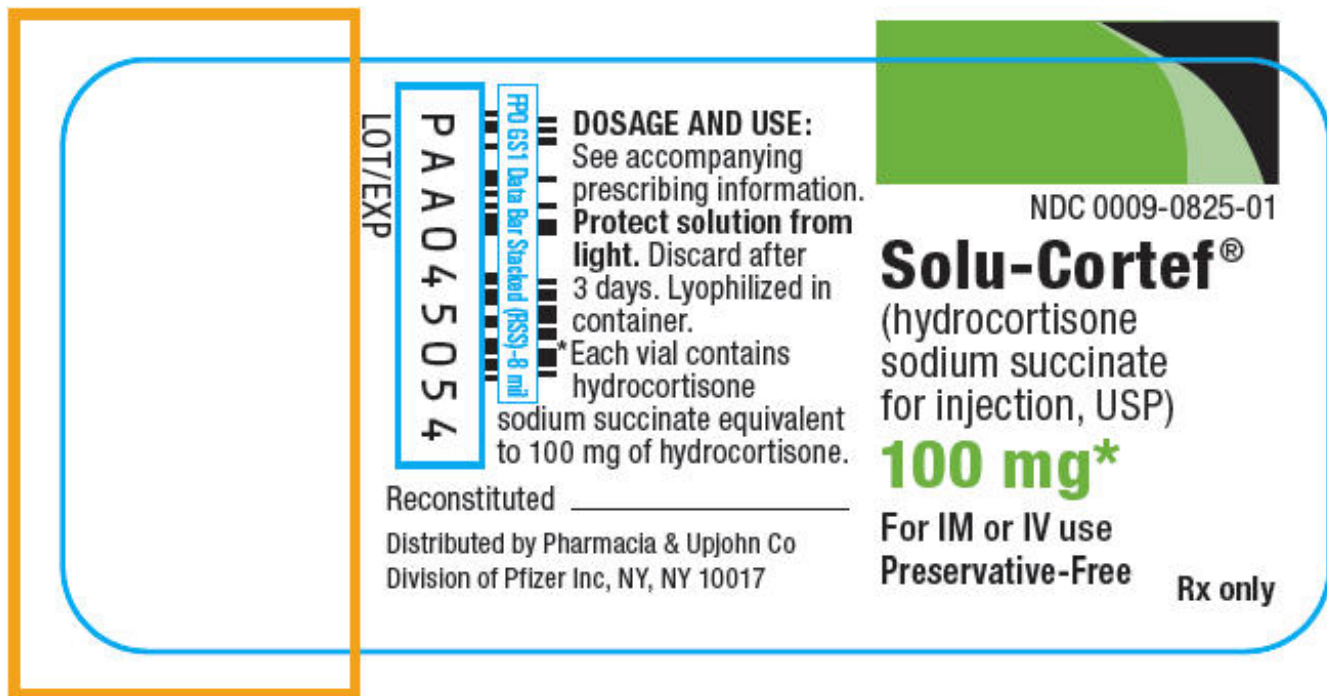 LOT/EXP
PAA045054
FPO GS1 Data Bar Stacked (RSS)-8 mil
DOSAGE AND USE:
See accompanying
prescribing information.
Protect solution from
light. Discard after
3 days. Lyophilized in
container.
*Each vial contains
hydrocortisone
sodium succinate equivalent
to 100 mg of hydrocortisone.
Reconstituted
Distributed by Pharmacia & Upjohn Co
Division of Pfizer Inc, NY, NY 10017
NDC 0009-0825-01
Solu-Cortef®
(hydrocortisone
sodium succinate
for injection, USP)
100 mg*
For IM or IV use
Preservative-Free
Rx only